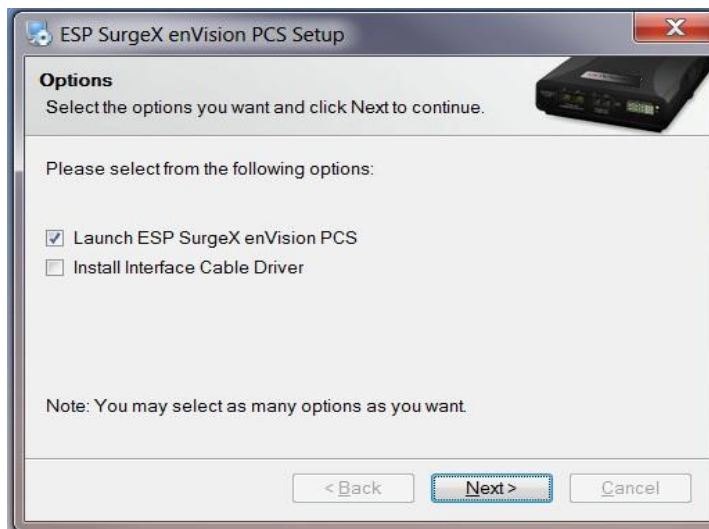 ESP SurgeX enVision PCS Setup
Options
Select the options you want and click Next to continue.
Please select from the following options:
Launch ESP SurgeX enVision PCS
Install Interface Cable Driver
Note: You may select as many options as you want.
< Back Next > Cancel